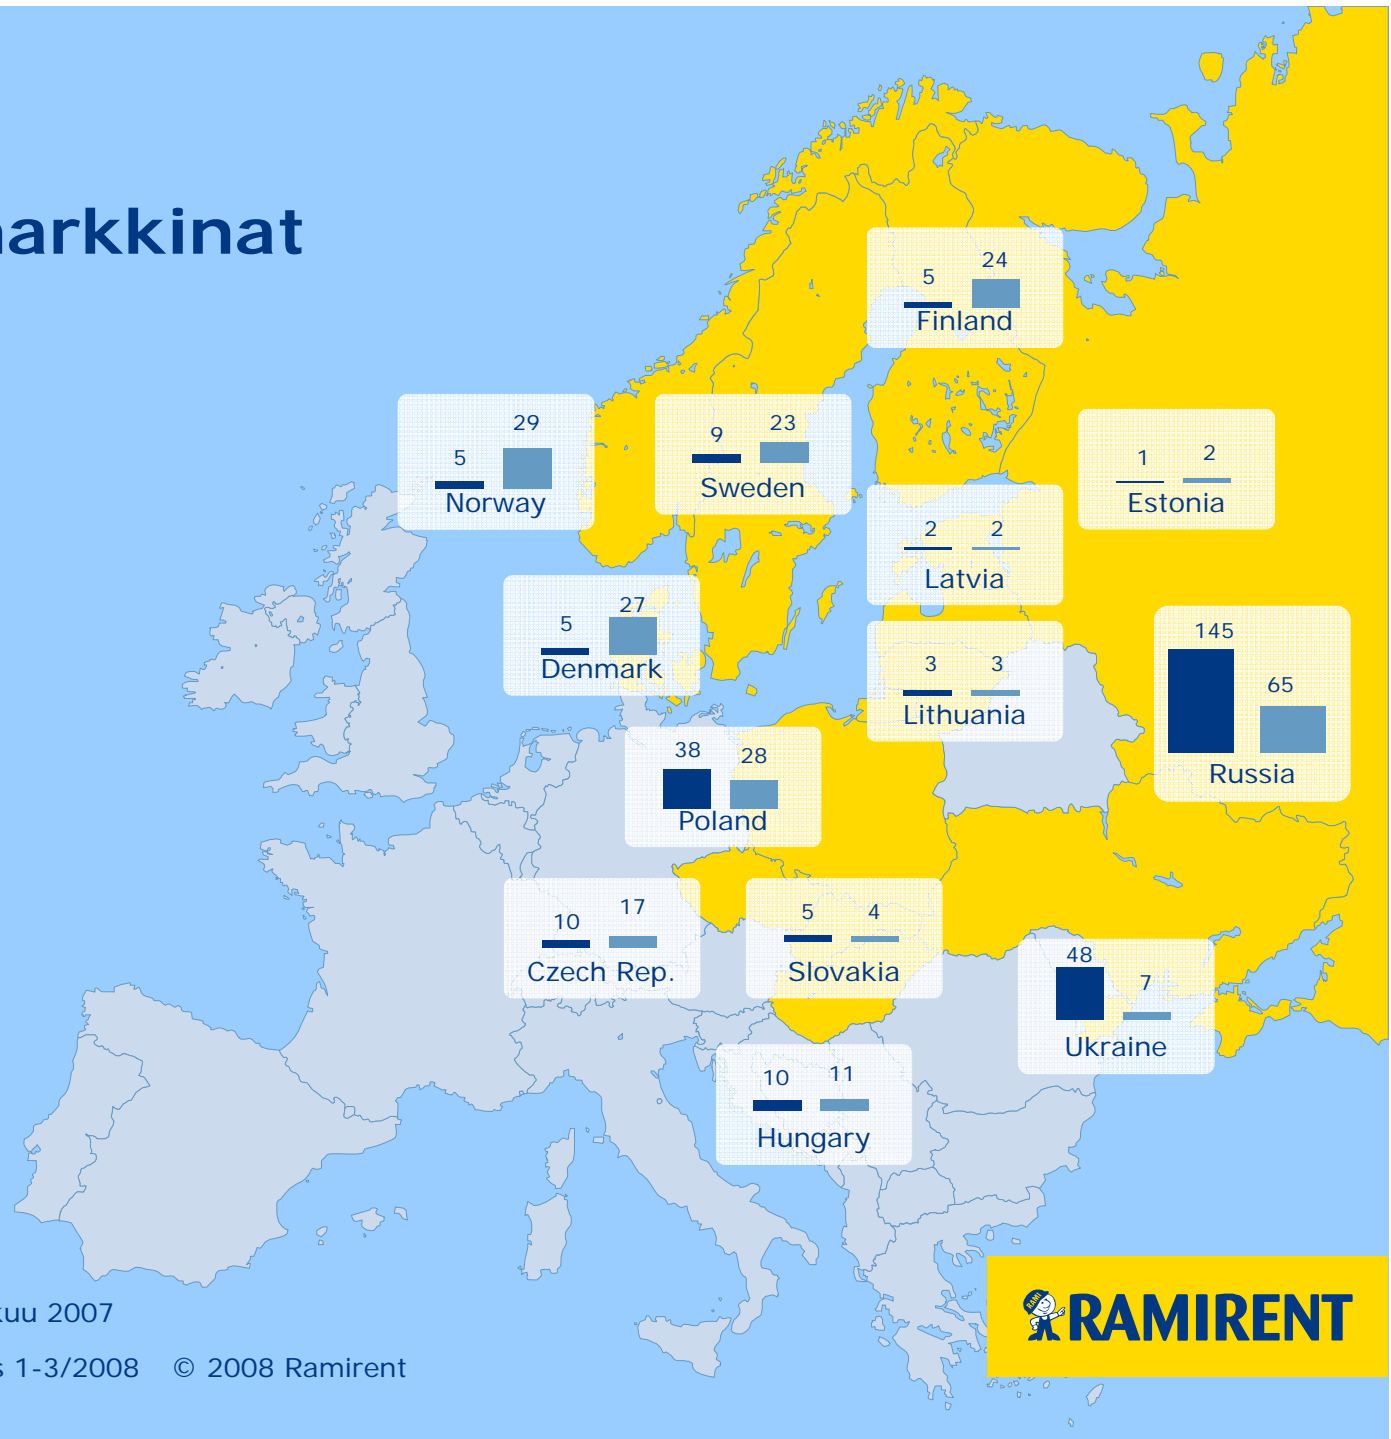 arkkinat
5 24
Finland
5 29
Norway
9 23
Sweden
1 2
Estonia
2 2
Latvia
5 27
Denmark
3 3
Lithuania
145 65
Russia
38 28
Poland
10 17
Czech Rep.
5 4
Slovakia
48 7
Ukraine
10 11
Hungary
RAMI
RAMIRENT
kuu 2007
s 1-3/2008 © 2008 Ramirent